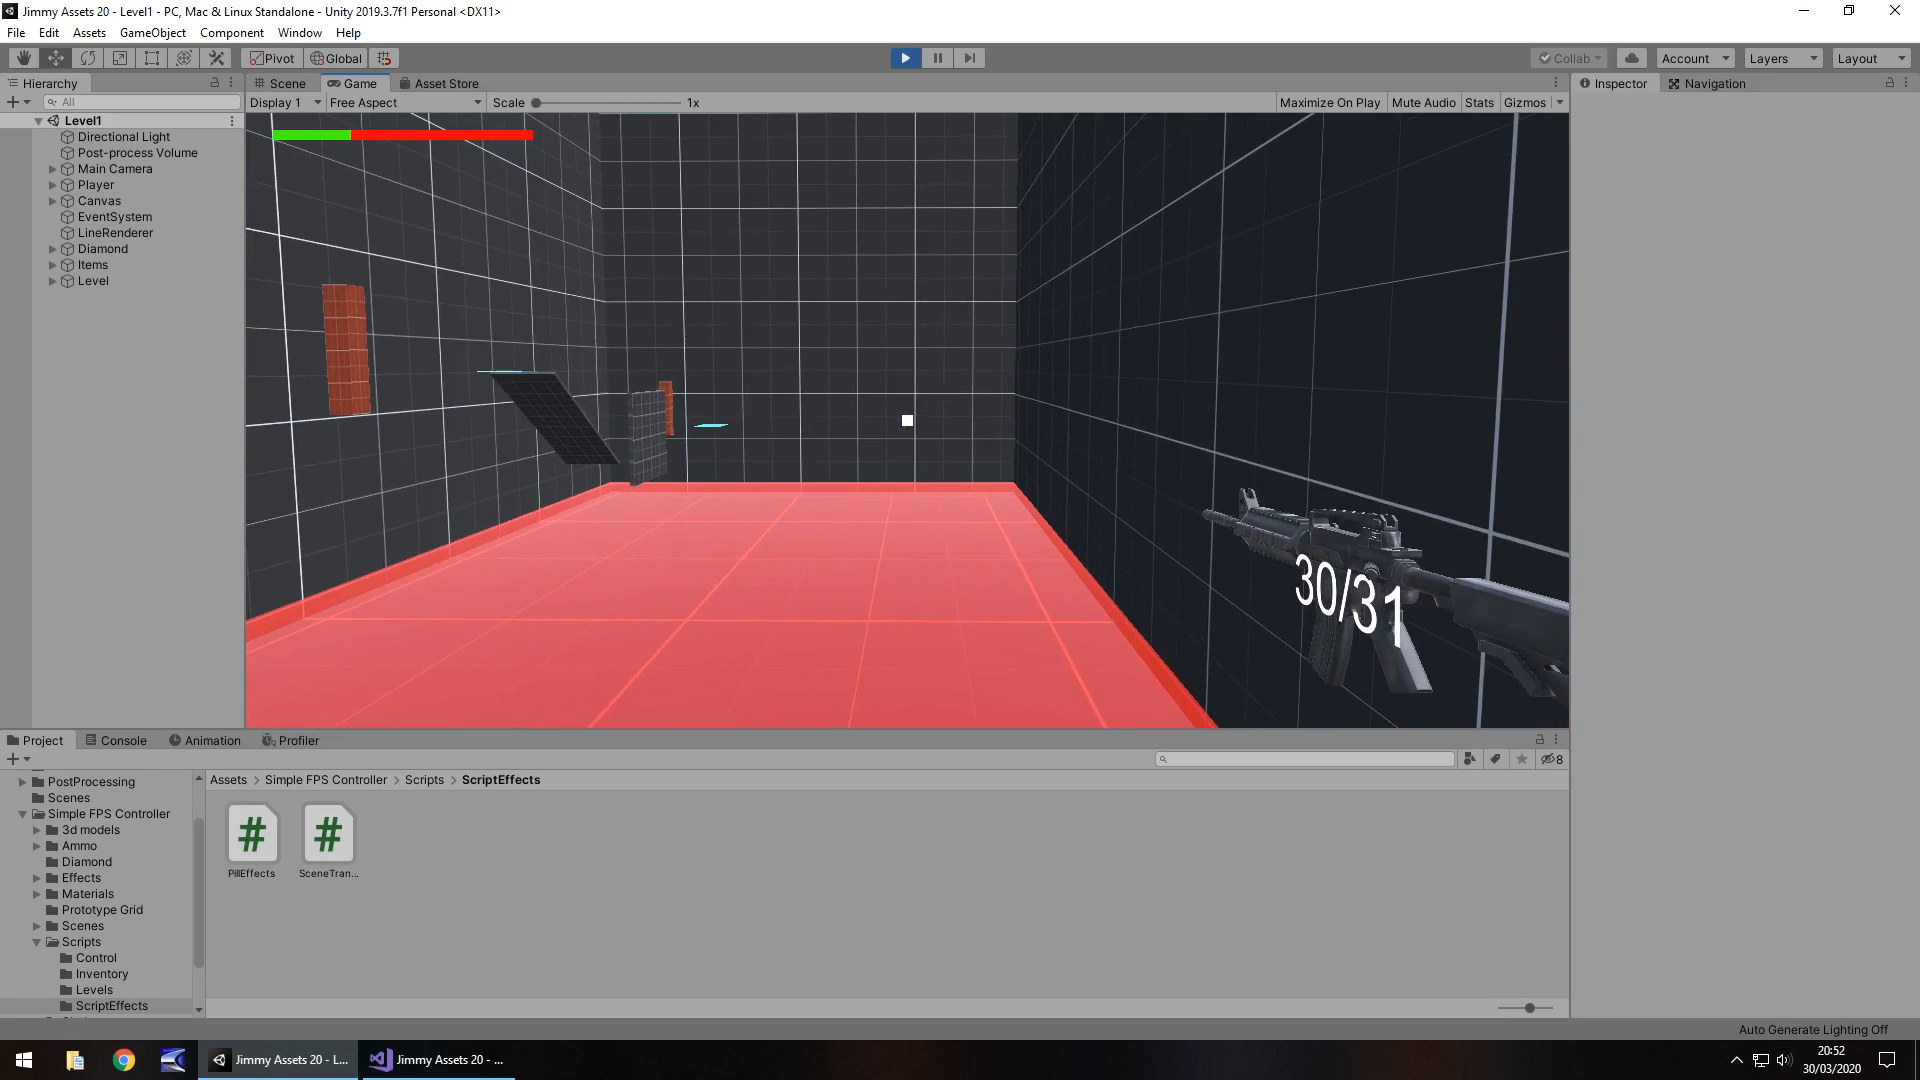 Jimmy Assets 20 - Level1 - PC, Mac & Linux Standalone - Unity 2019.3.7f1 Personal <DX11>
File Edit Assets GameObject Component Window Help
Pivot Global Collab Account Layers Layout
Hierarchy Scene Game Asset Store Inspector Navigation
All Display 1 Free Aspect Scale 1x Maximize On Play Mute Audio Stats Gizmos
Level1
Directional Light
Post-process Volume
Main Camera
Player
Canvas
EventSystem
LineRenderer
Diamond
Items
Level
30/31
Project Console Animation Profiler
8
PostProcessing
Scenes
Simple FPS Controller
3d models
Ammo
Diamond
Effects
Materials
Prototype Grid
Scenes
Scripts
Control
Inventory
Levels
ScriptEffects
Assets > Simple FPS Controller > Scripts > ScriptEffects
#
#
PillEffects SceneTran...
Auto Generate Lighting Off
Jimmy Assets 20 - L... Jimmy Assets 20 - ...
20:52
30/03/2020